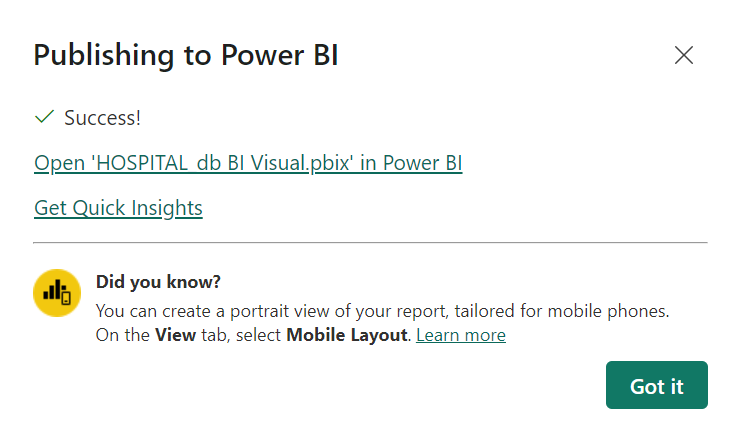 Publishing to Power BI
Success!
Open 'HOSPITAL_db BI Visual.pbix' in Power BI
Get Quick Insights
Did you know?
You can create a portrait view of your report, tailored for mobile phones.
On the View tab, select Mobile Layout. Learn more
Got it